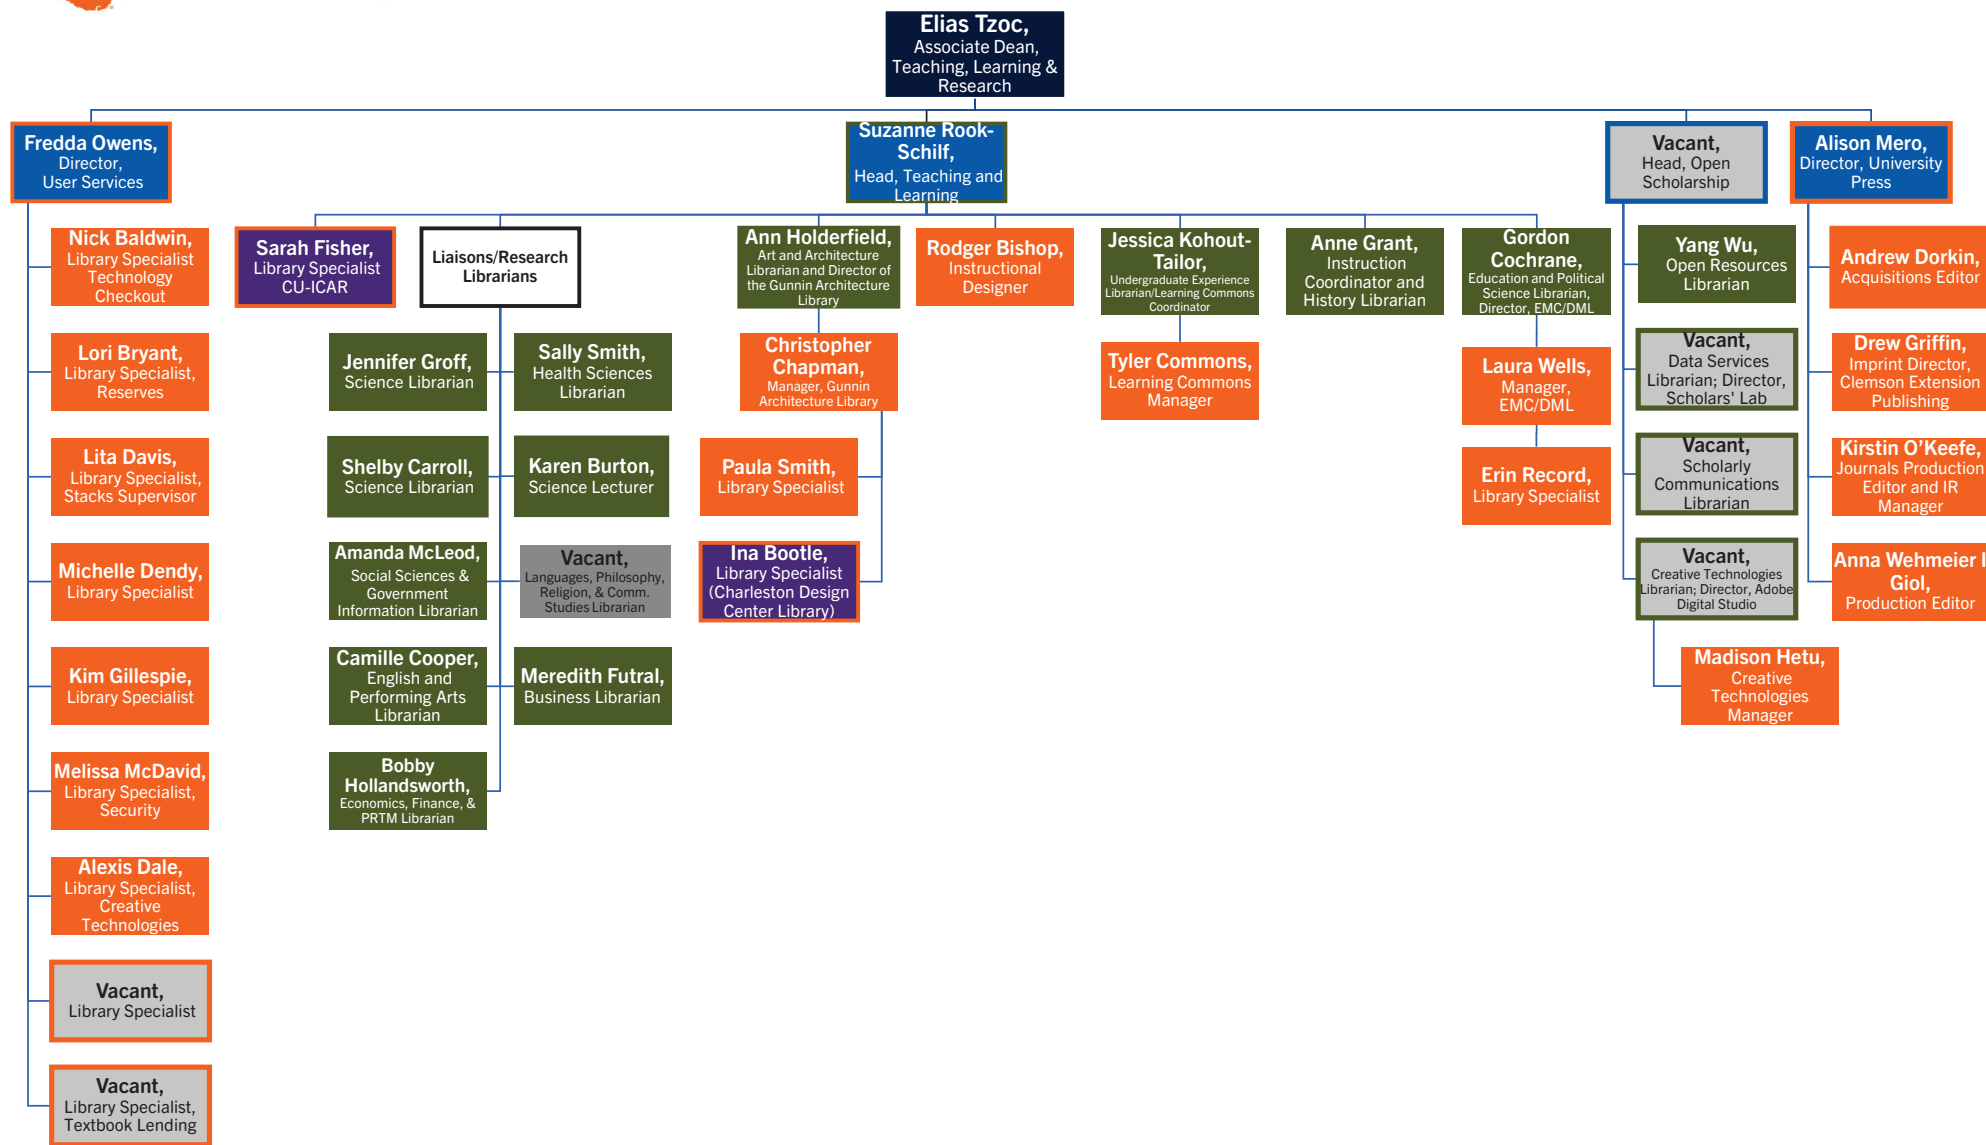 Elias Tzoc,
Associate Dean,
Teaching, Learning &
Research
Fredda Owens,
Director,
User Services
Suzanne Rook-
Schilf,
Head, Teaching and
Learning
Vacant,
Head, Open
Scholarship
Alison Mero,
Director, University
Press
Nick Baldwin,
Library Specialist
Technology
Checkout
Lori Bryant,
Library Specialist,
Reserves
Lita Davis,
Library Specialist,
Stacks Supervisor
Michelle Dendy,
Library Specialist
Kim Gillespie,
Library Specialist
Melissa McDavid,
Library Specialist,
Security
Alexis Dale,
Library Specialist,
Creative
Technologies
Vacant,
Library Specialist
Vacant,
Library Specialist,
Textbook Lending
Sarah Fisher,
Library Specialist
CU-ICAR
Liaisons/Research
Librarians
Jennifer Groff,
Science Librarian
Sally Smith,
Health Sciences
Librarian
Shelby Carroll,
Science Librarian
Karen Burton,
Science Lecturer
Amanda McLeod,
Social Sciences &
Government
Information Librarian
Vacant,
Languages, Philosophy,
Religion, & Comm.
Studies Librarian
Camille Cooper,
English and
Performing Arts
Librarian
Meredith Futral,
Business Librarian
Bobby
Hollandsworth,
Economics, Finance, &
PRTM Librarian
Ann Holderfield,
Art and Architecture
Librarian and Director of
the Gunnin Architecture
Library
Christopher
Chapman,
Manager, Gunnin
Architecture Library
Paula Smith,
Library Specialist
Ina Bootle,
Library Specialist
(Charleston Design
Center Library)
Rodger Bishop,
Instructional
Designer
Jessica Kohout-
Tailor,
Undergraduate Experience
Librarian/Learning Commons
Coordinator
Tyler Commons,
Learning Commons
Manager
Anne Grant,
Instruction
Coordinator and
History Librarian
Gordon
Cochrane,
Education and Political
Science Librarian,
Director, EMC/DML
Laura Wells,
Manager,
EMC/DML
Erin Record,
Library Specialist
Yang Wu,
Open Resources
Librarian
Vacant,
Data Services
Librarian; Director,
Scholars' Lab
Vacant,
Scholarly
Communications
Librarian
Vacant,
Creative Technologies
Librarian; Director, Adobe
Digital Studio
Madison Hetu,
Creative
Technologies
Manager
Andrew Dorkin,
Acquisitions Editor
Drew Griffin,
Imprint Director,
Clemson Extension
Publishing
Kirstin O’Keefe,
Journals Production
Editor and IR
Manager
Anna Wehmeier I
Giol,
Production Editor